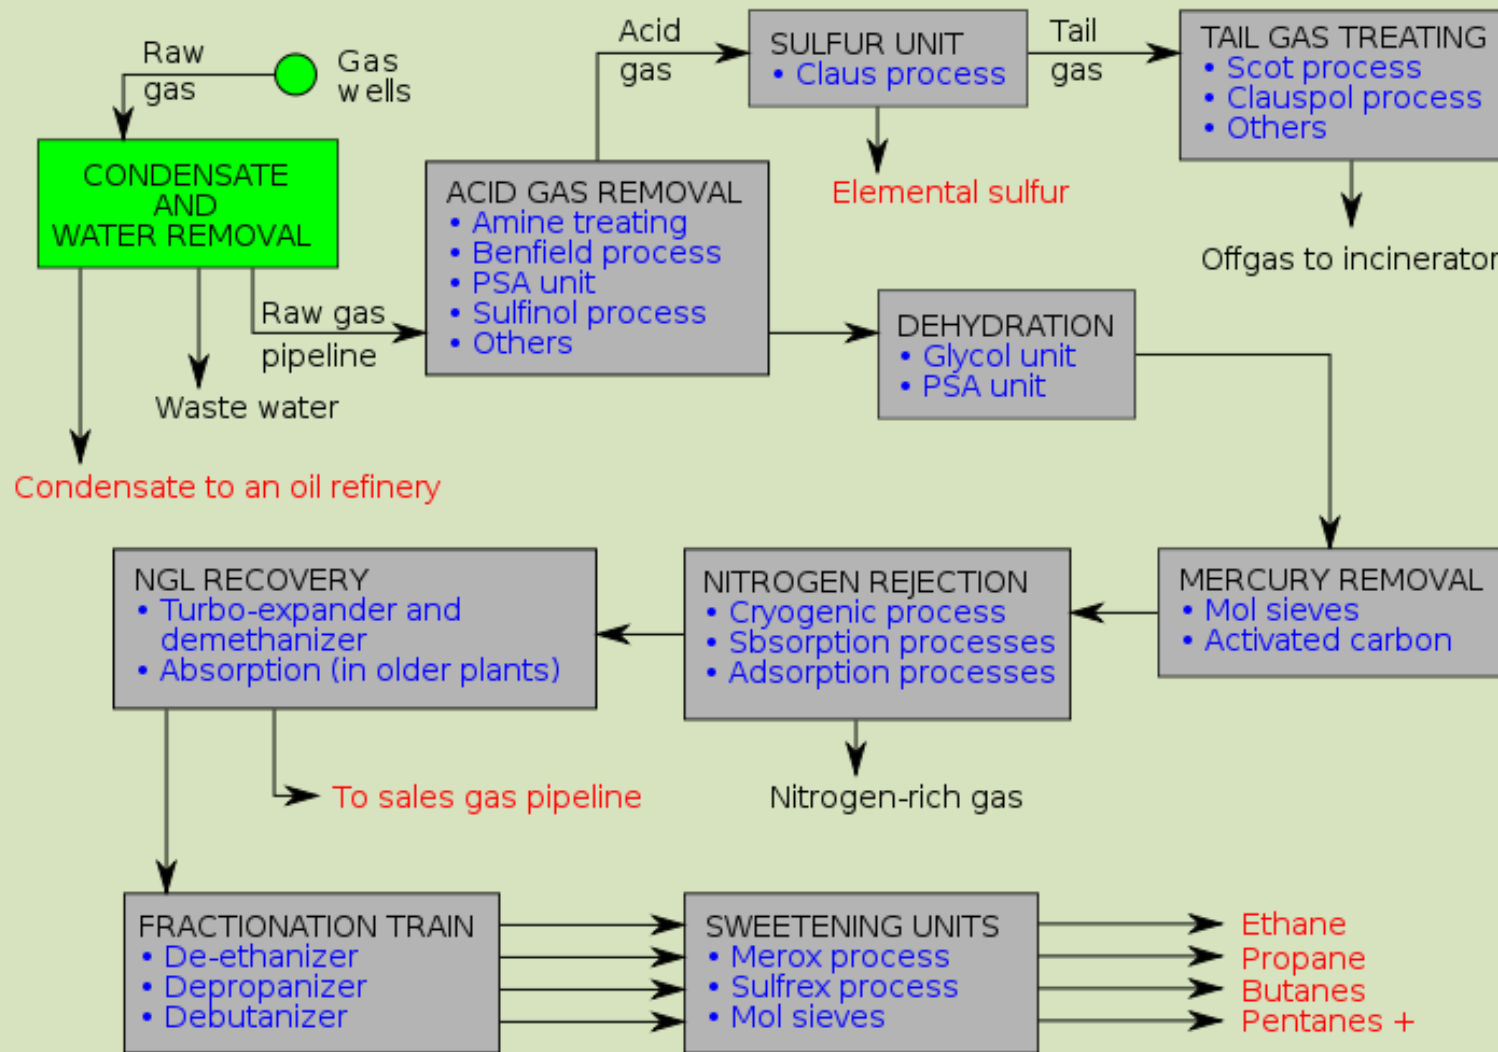 Raw
gas
Gas
wells
CONDENSATE
AND
WATER REMOVAL
Raw gas
pipeline
Waste water
Condensate to an oil refinery
ACID GAS REMOVAL
• Amine treating
• Benfield process
• PSA unit
• Sulfinol process
• Others
Acid
gas
SULFUR UNIT
• Claus process
Elemental sulfur
Tail
gas
TAIL GAS TREATING
• Scot process
• Clauspol process
• Others
Offgas to incinerator
DEHYDRATION
• Glycol unit
• PSA unit
MERCURY REMOVAL
• Mol sieves
• Activated carbon
NITROGEN REJECTION
• Cryogenic process
• Sbsorption processes
• Adsorption processes
Nitrogen-rich gas
NGL RECOVERY
• Turbo-expander and
demethanizer
• Absorption (in older plants)
To sales gas pipeline
FRACTIONATION TRAIN
• De-ethanizer
• Depropanizer
• Debutanizer
SWEETENING UNITS
• Merox process
• Sulfrex process
• Mol sieves
Ethane
Propane
Butanes
Pentanes +